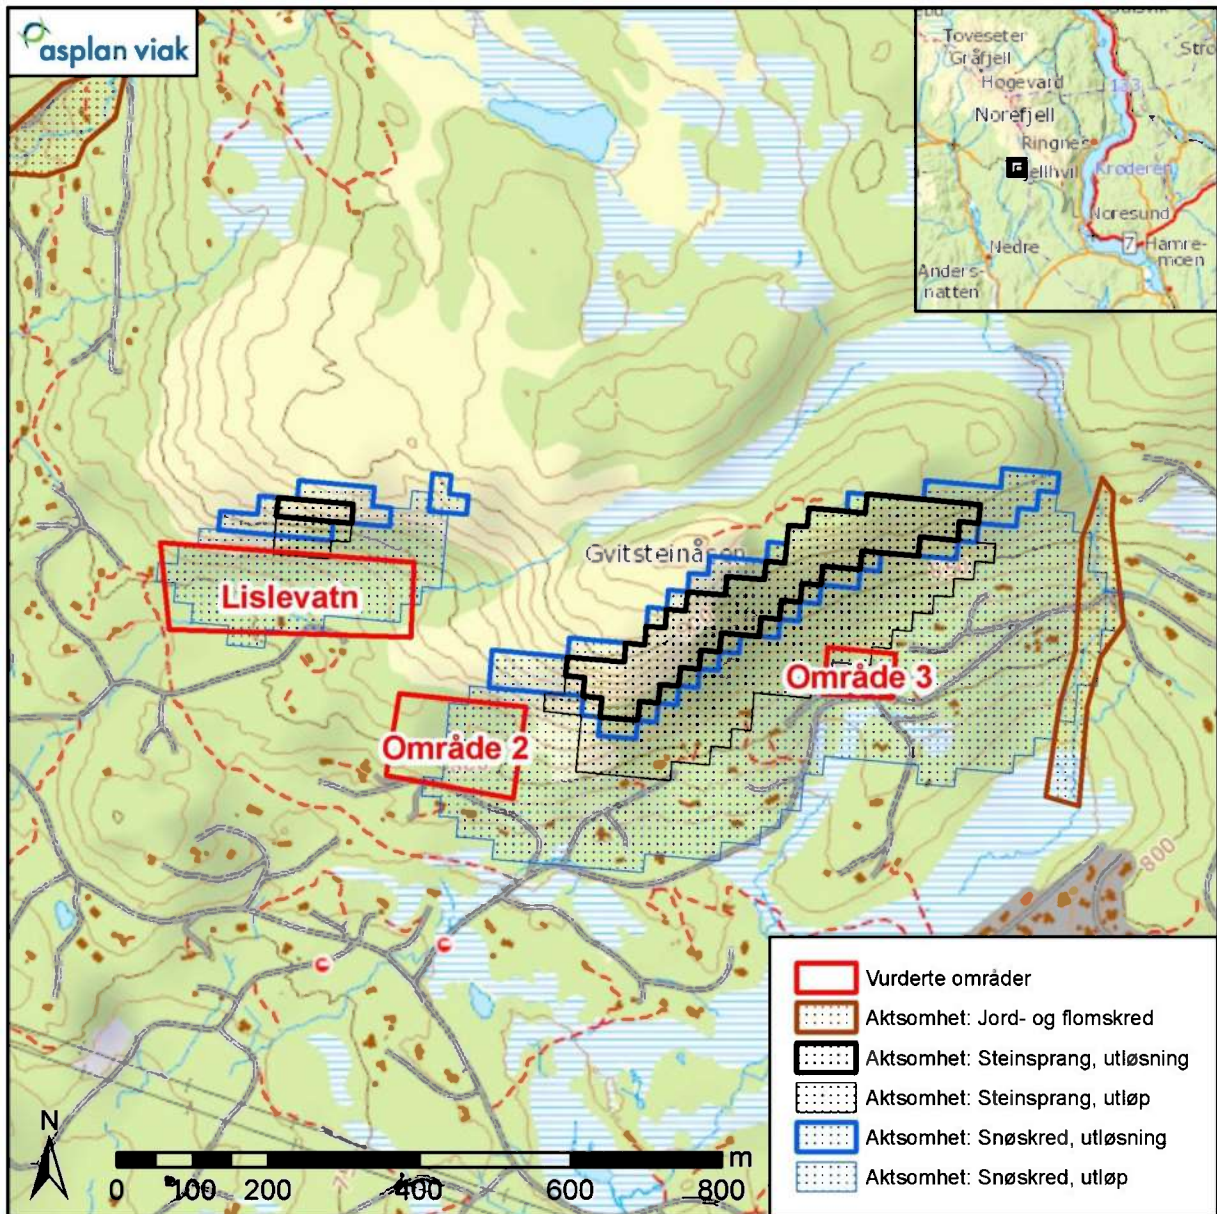 asplan viak
Toveseter
Gråfjell
Høgevard
133
Norefjell
Ringnes
Krøderen
Noresund
7
Nedre
Hamre-
moen
Anders-
natten
Gvitsteinåsen
Lislevatn
Område 3
Område 2
800
Vurderte områder
Aktsomhet: Jord- og flomskred
Aktsomhet: Steinsprang, utløsning
Aktsomhet: Steinsprang, utløp
Aktsomhet: Snøskred, utløsning
Aktsomhet: Snøskred, utløp
N
m
0 100 200 400 600 800